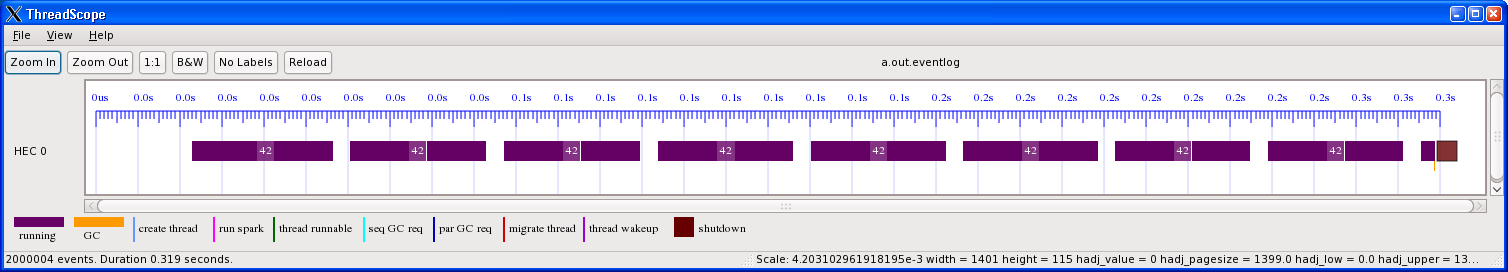 ThreadScope
File View Help
Zoom In Zoom Out 1:1 B&W No Labels Reload a.out.eventlog
0us 0.0s 0.0s 0.0s 0.0s 0.0s 0.0s 0.0s 0.0s 0.0s 0.1s 0.1s 0.1s 0.1s 0.1s 0.1s 0.1s 0.1s 0.1s 0.1s 0.2s 0.2s 0.2s 0.2s 0.2s 0.2s 0.2s 0.2s 0.2s 0.2s 0.3s 0.3s 0.3s
HEC 0 42 42 42 42 42 42 42 42
running GC create thread run spark thread runnable seq GC req par GC req migrate thread thread wakeup shutdown
2000004 events. Duration 0.319 seconds. Scale: 4.203102961918195e-3 width = 1401 height = 115 hadj_value = 0 hadj_pagesize = 1399.0 hadj_low = 0.0 hadj_upper = 13...